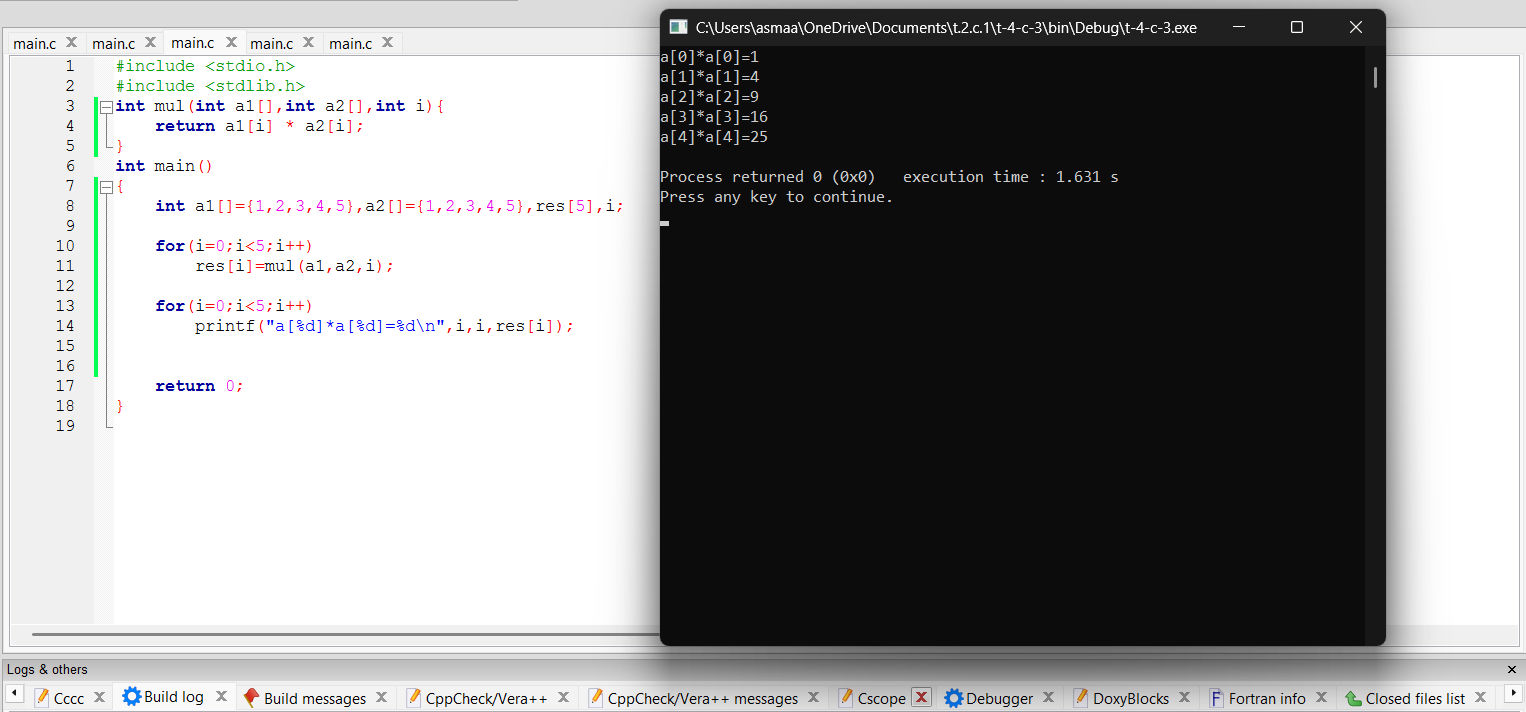 main.c X main.c X main.c X main.c X main.c X
1 #include <stdio.h>
2 #include <stdlib.h>
3 int mul(int a1[],int a2[],int i){
4 return a1[i] * a2[i];
5 }
6 int main()
7 {
8 int a1[]={1,2,3,4,5},a2[]={1,2,3,4,5},res[5],i;
9
10 for(i=0;i<5;i++)
11 res[i]=mul(a1,a2,i);
12
13 for(i=0;i<5;i++)
14 printf("a[%d]*a[%d]=%d\n",i,i,res[i]);
15
16
17 return 0;
18 }
19
C:\Users\asmaa\OneDrive\Documents\t.2.c.1\t-4-c-3\bin\Debug\t-4-c-3.exe
a[0]*a[0]=1
a[1]*a[1]=4
a[2]*a[2]=9
a[3]*a[3]=16
a[4]*a[4]=25
Process returned 0 (0x0) execution time : 1.631 s
Press any key to continue.
Logs & others
Cccc X Build log X Build messages X CppCheck/Vera++ X CppCheck/Vera++ messages X Cscope X Debugger X DoxyBlocks X F Fortran info X Closed files list X